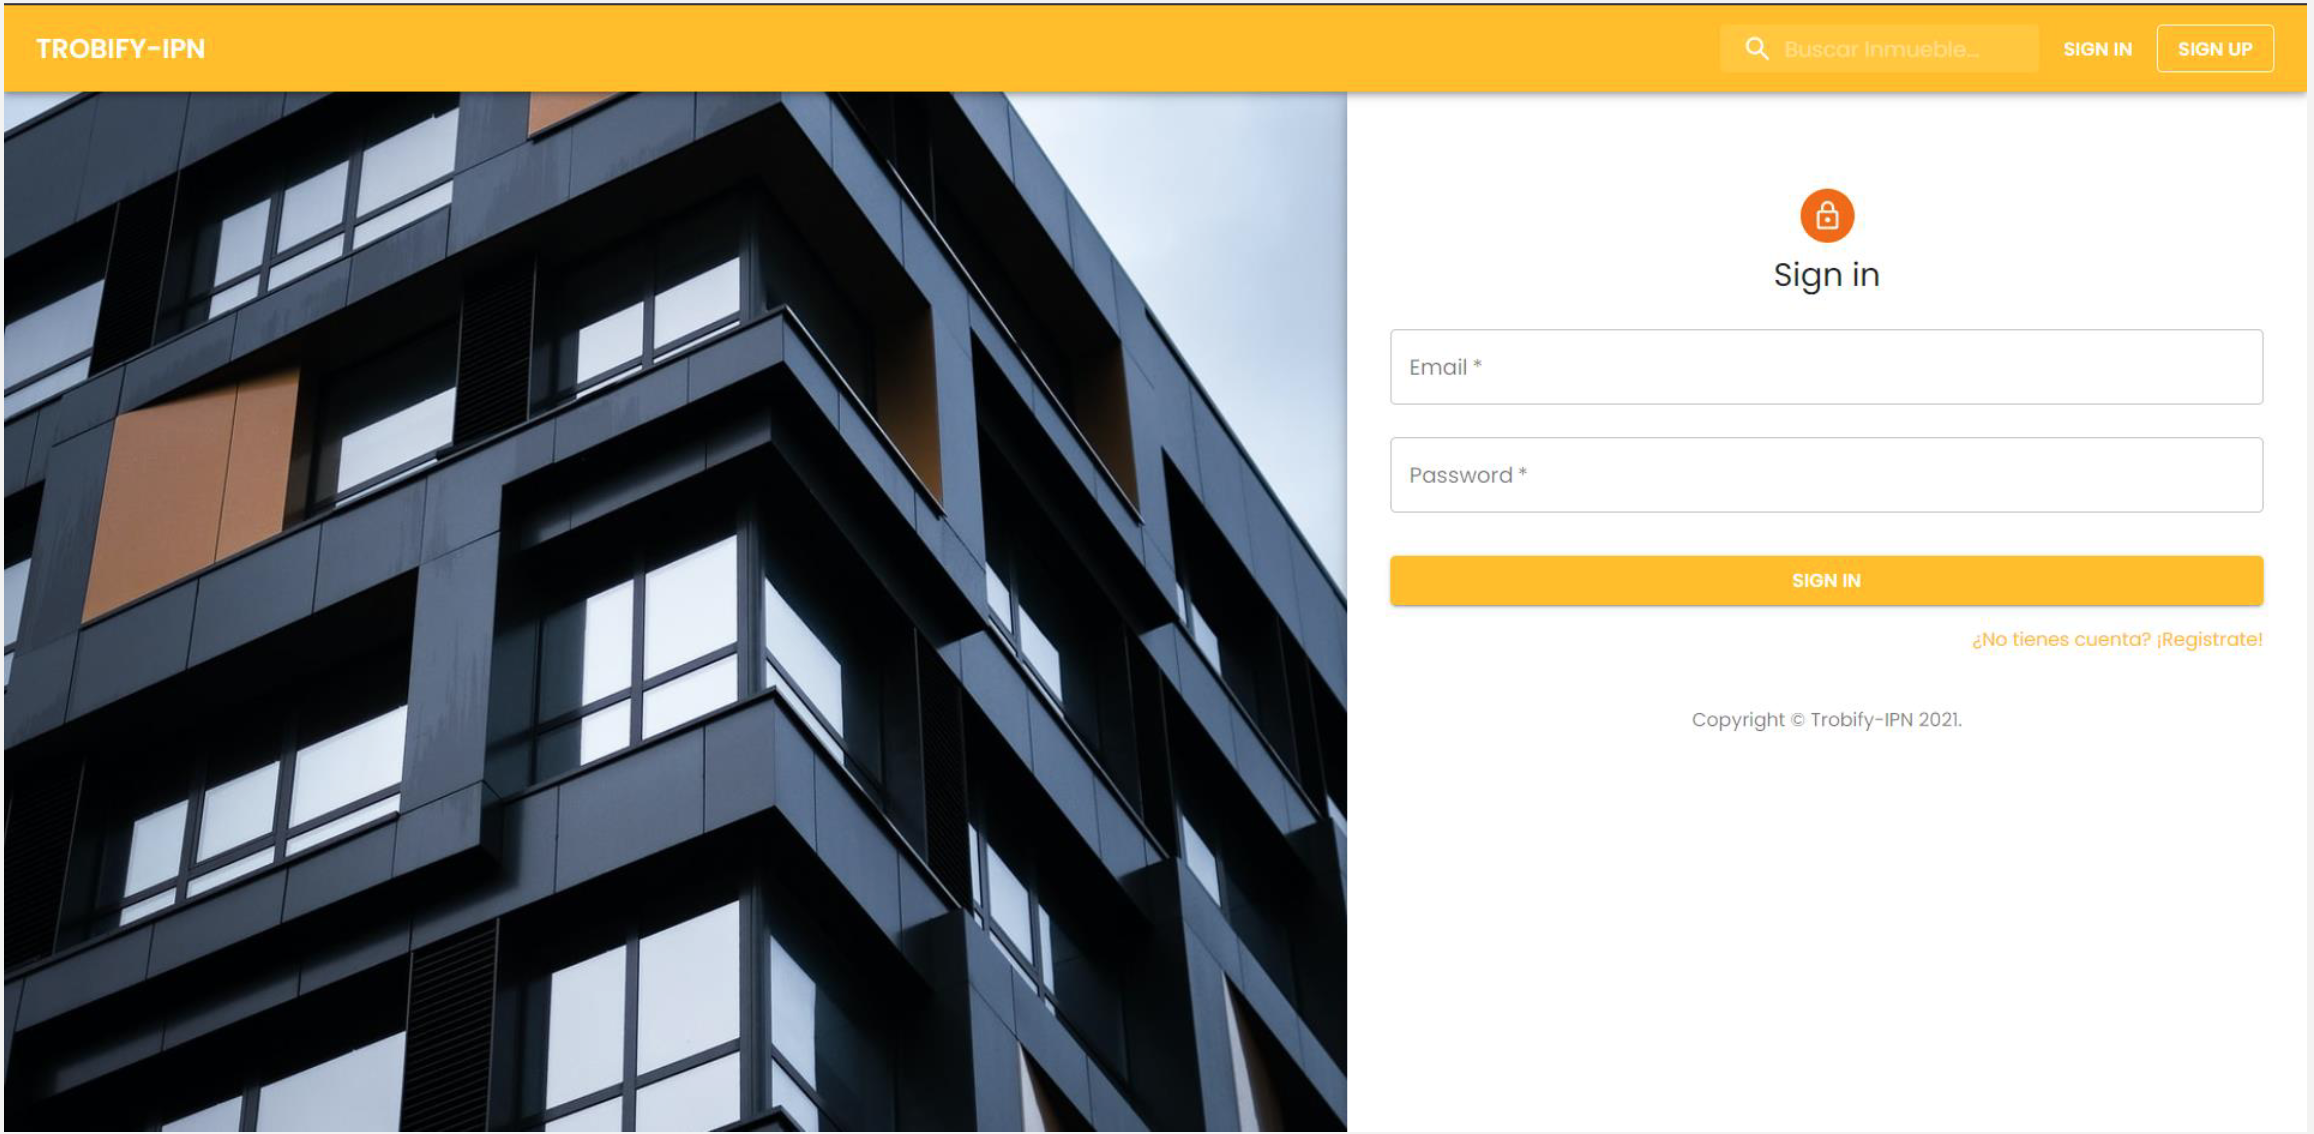 TROBIFY-IPN
Buscar Inmueble...
SIGN IN
SIGN UP
Sign in
Email *
Password *
SIGN IN
¿No tienes cuenta? ¡Registrate!
Copyright © Trobify-IPN 2021.